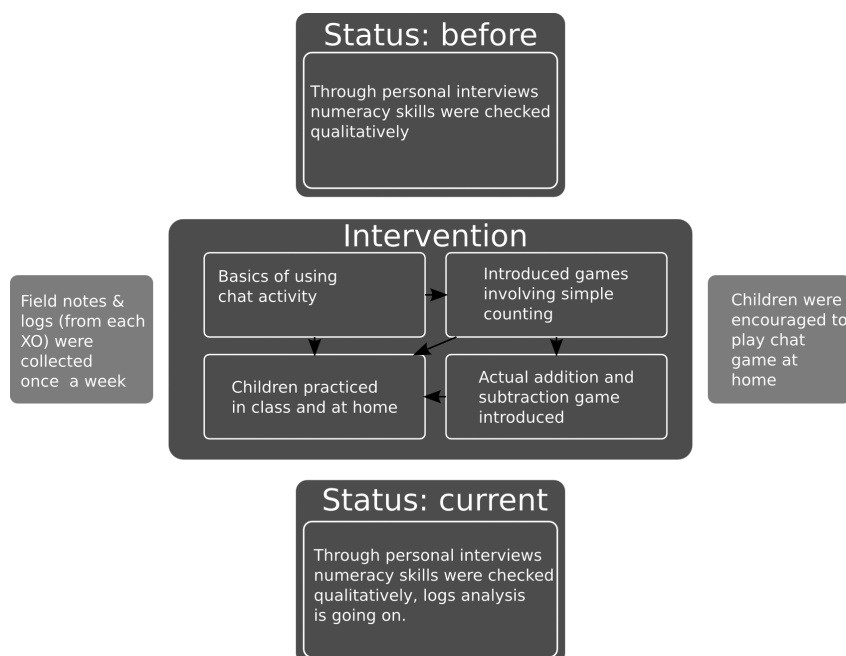 Status: before
Through personal interviews
numeracy skills were checked
qualitatively
Intervention
Basics of using
chat activity
Introduced games
involving simple
counting
Children practiced
in class and at home
Actual addition and
subtraction game
introduced
Field notes &
logs (from each
XO) were
collected
once  a week
Children were
encouraged to
play chat
game at
home
Status: current
Through personal interviews
numeracy skills were checked
qualitatively, logs analysis
is going on.